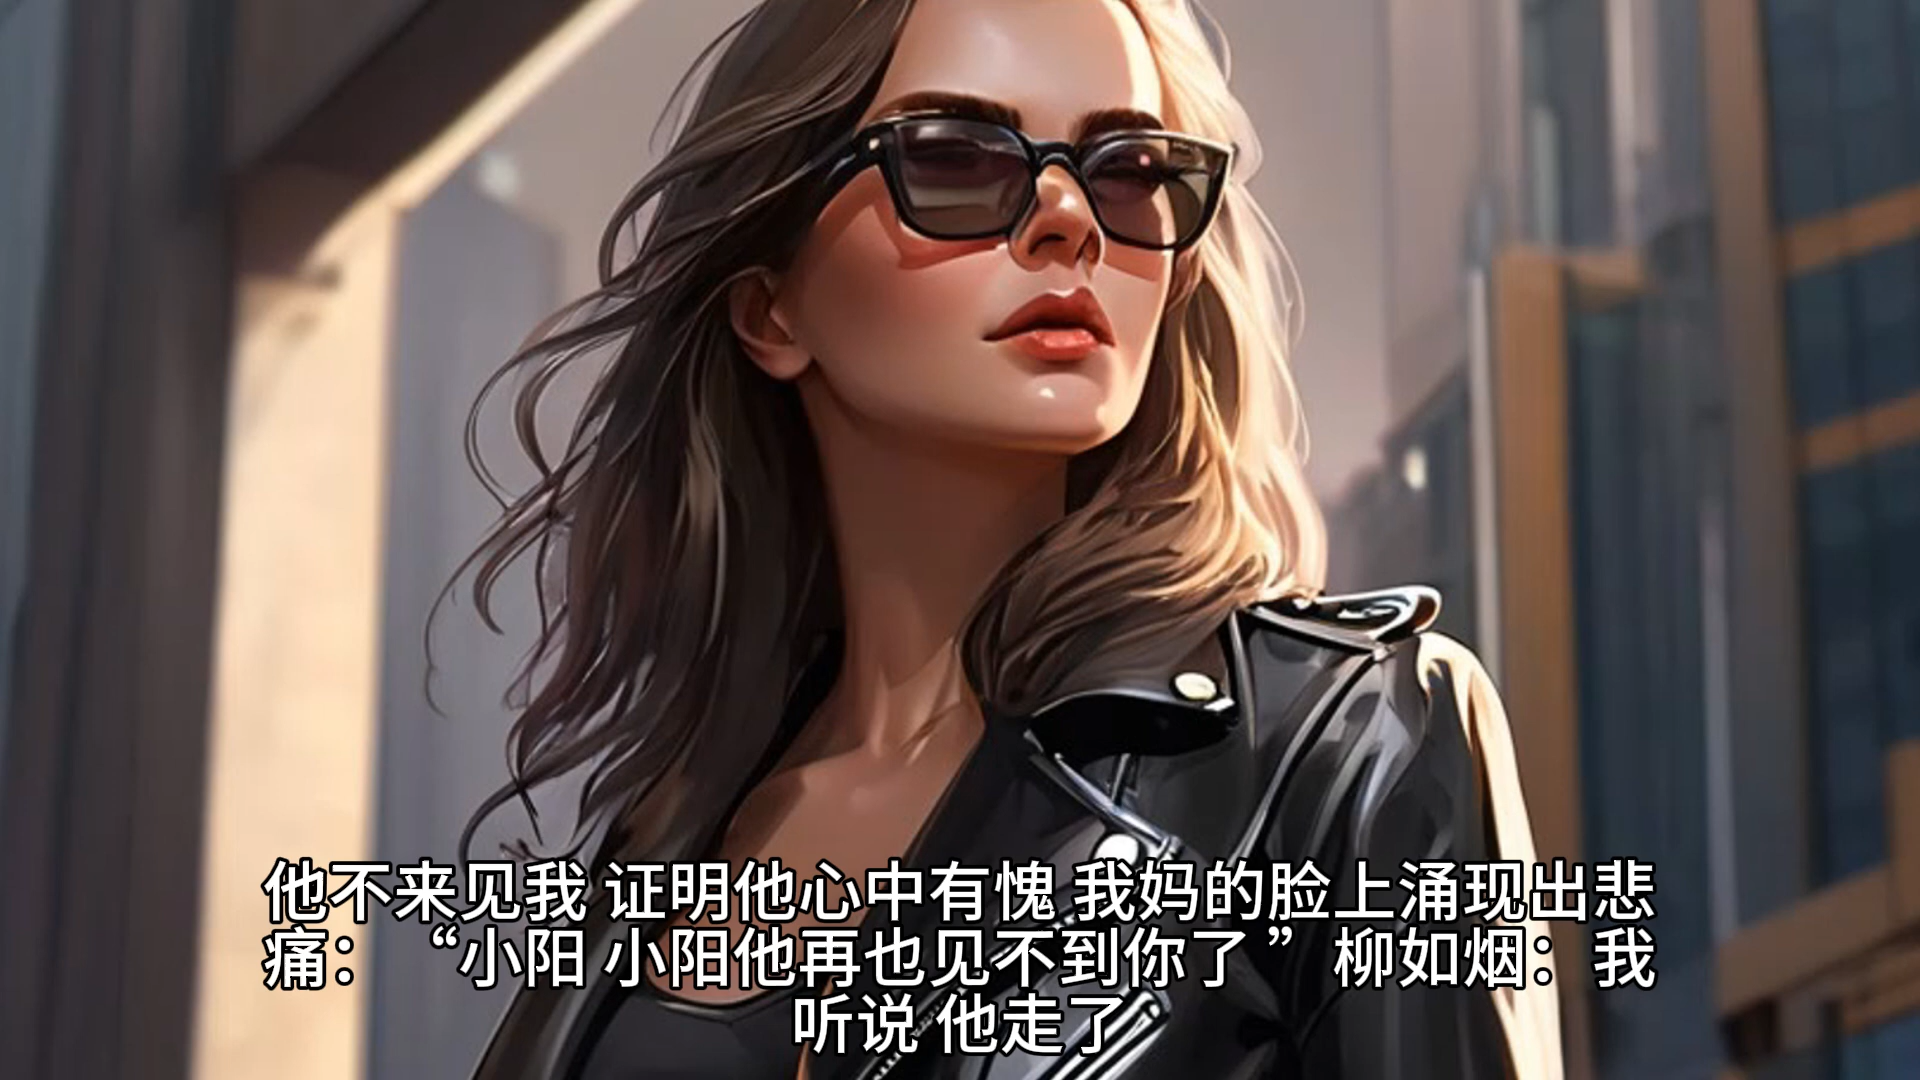 他不来见我 证明他心中有愧 我妈的脸上涌现出悲
痛：“小阳 小阳他再也见不到你了 ”柳如烟：我
听说 他走了